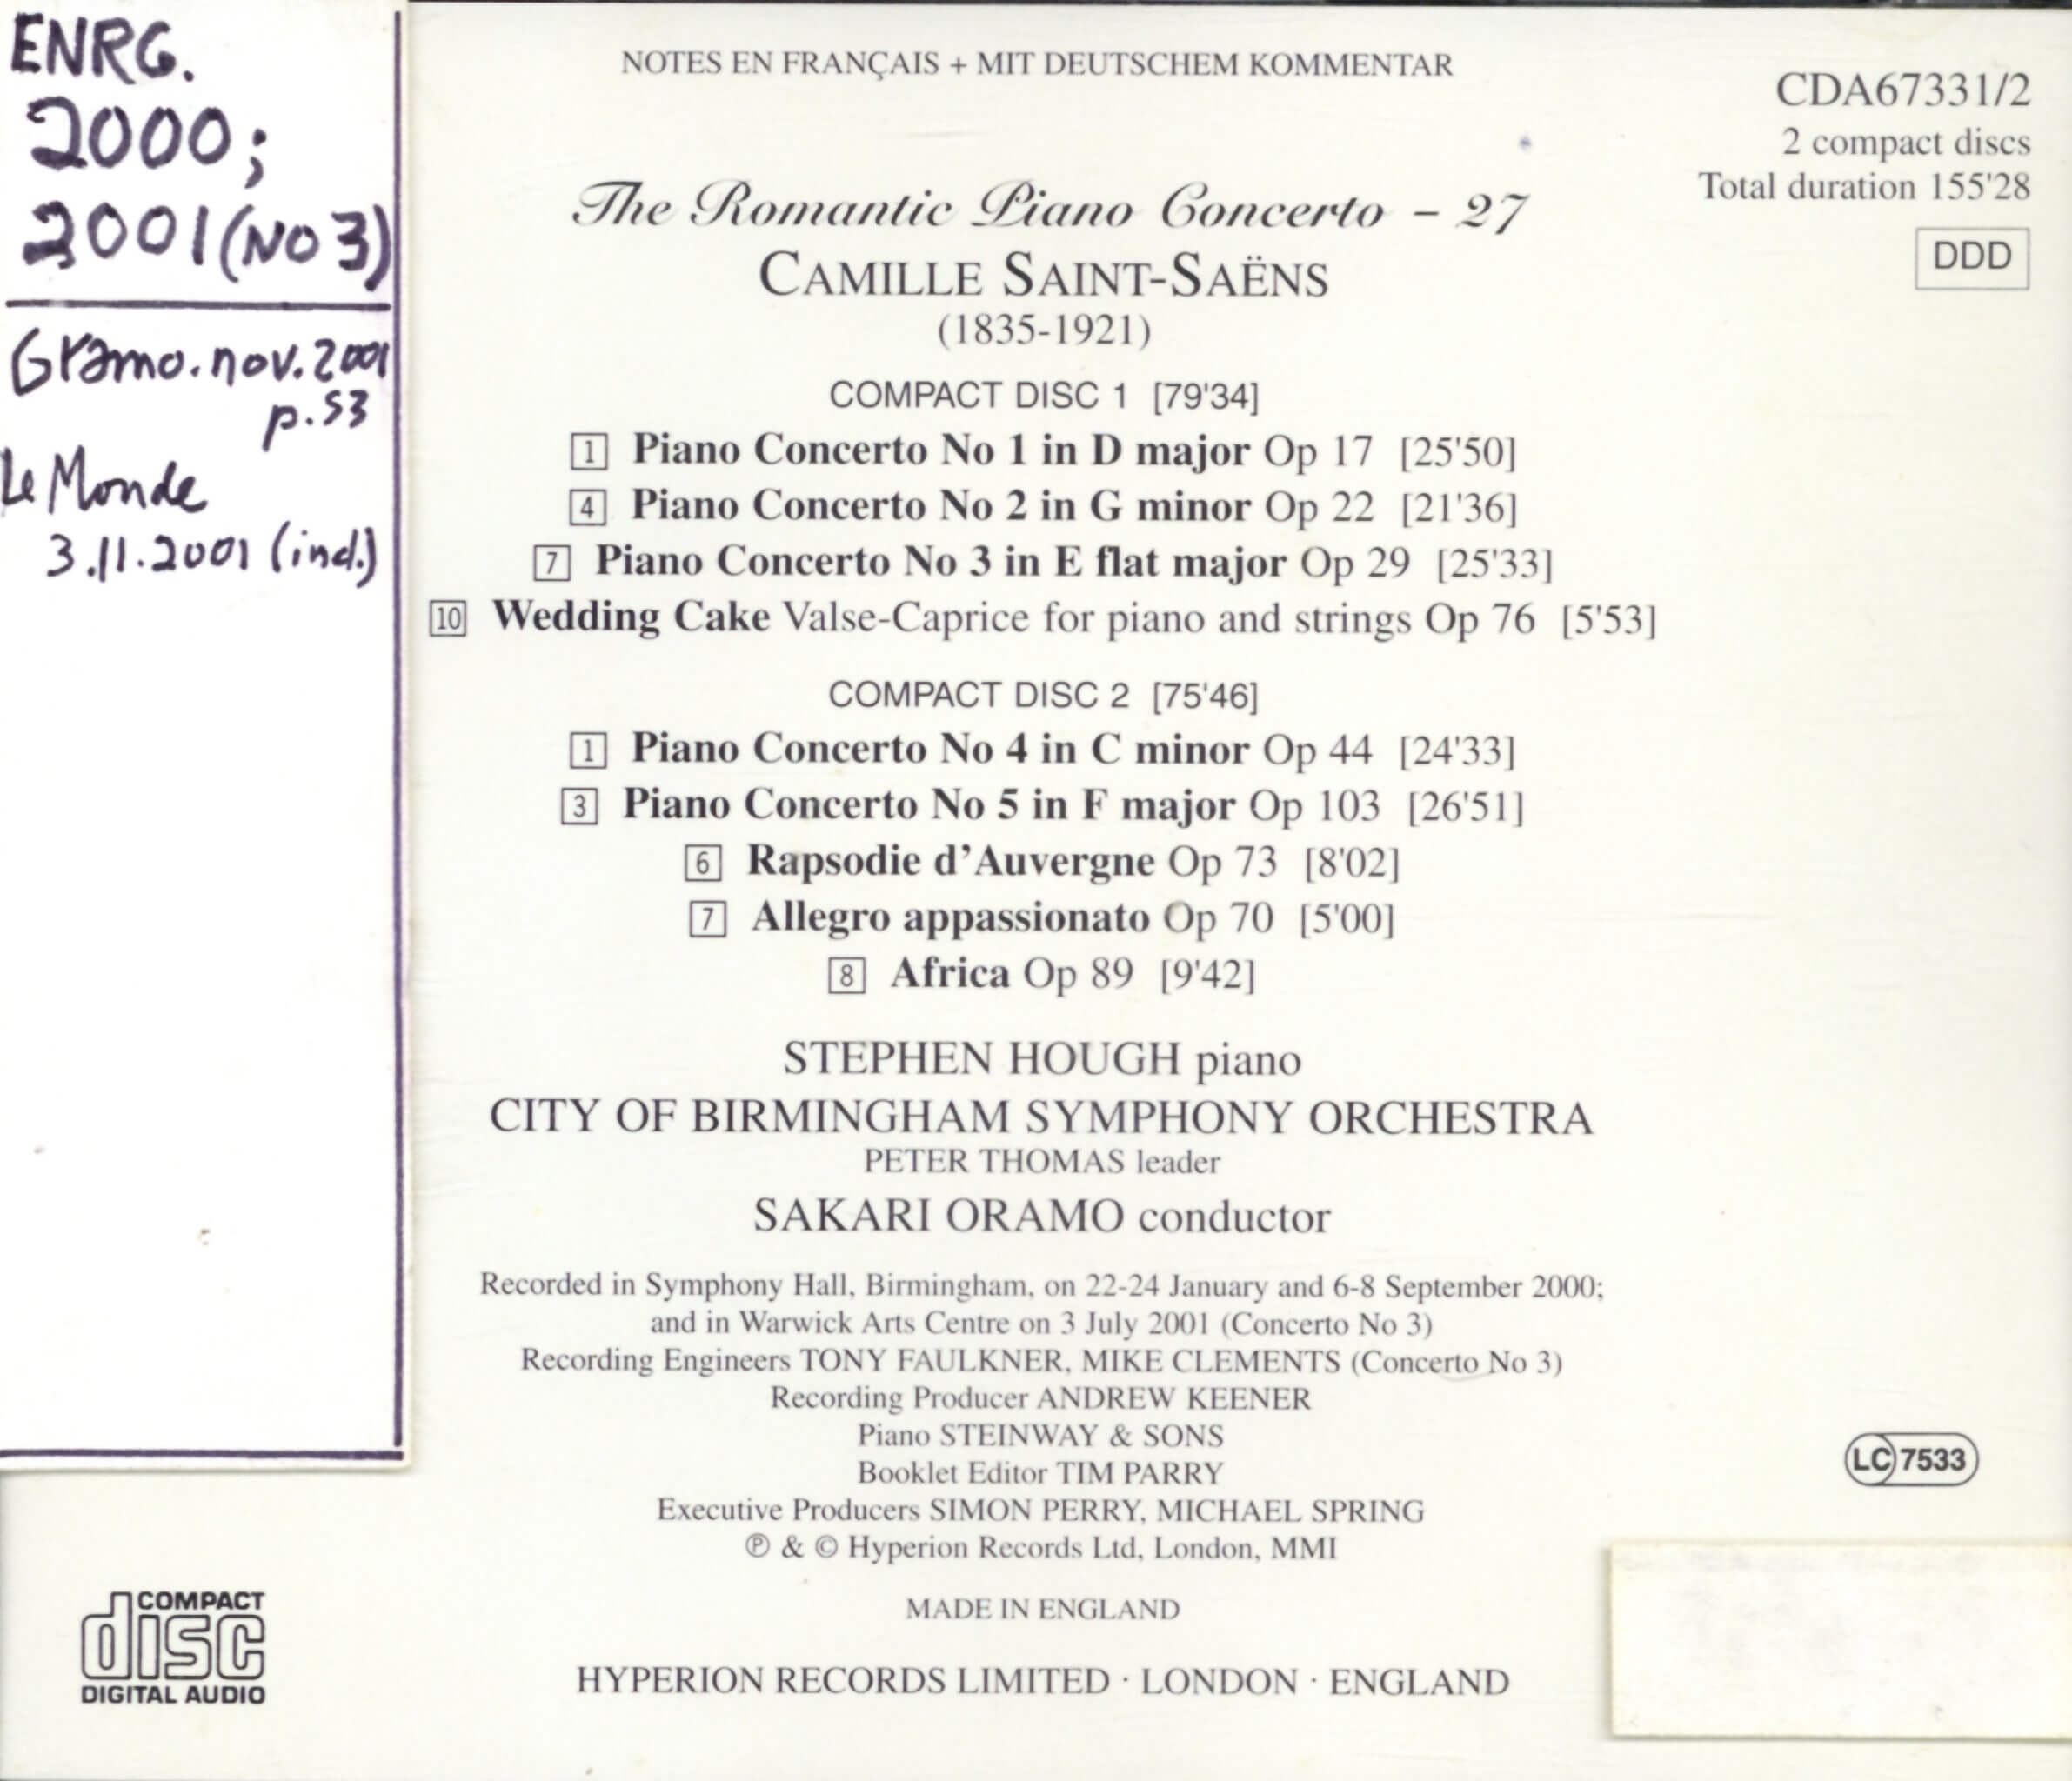 ENRG.
2000;
2001 (NO 3)
Gramo. nov. 2001
p. 53
Le Monde
3.11.2001 (ind.)
NOTES EN FRANÇAIS + MIT DEUTSCHEM KOMMENTAR
CDA67331/2
2 compact discs
Total duration 155'28
DDD
The Romantic Piano Concerto – 27
CAMILLE SAINT-SAËNS
(1835-1921)
COMPACT DISC 1 [79'34]
1 Piano Concerto No 1 in D major Op 17 [25'50]
4 Piano Concerto No 2 in G minor Op 22 [21'36]
7 Piano Concerto No 3 in E flat major Op 29 [25'33]
10 Wedding Cake Valse-Caprice for piano and strings Op 76 [5'53]
COMPACT DISC 2 [75'46]
1 Piano Concerto No 4 in C minor Op 44 [24'33]
3 Piano Concerto No 5 in F major Op 103 [26'51]
6 Rapsodie d'Auvergne Op 73 [8'02]
7 Allegro appassionato Op 70 [5'00]
8 Africa Op 89 [9'42]
STEPHEN HOUGH piano
CITY OF BIRMINGHAM SYMPHONY ORCHESTRA
PETER THOMAS leader
SAKARI ORAMO conductor
Recorded in Symphony Hall, Birmingham, on 22-24 January and 6-8 September 2000;
and in Warwick Arts Centre on 3 July 2001 (Concerto No 3)
Recording Engineers TONY FAULKNER, MIKE CLEMENTS (Concerto No 3)
Recording Producer ANDREW KEENER
Piano STEINWAY & SONS
Booklet Editor TIM PARRY
Executive Producers SIMON PERRY, MICHAEL SPRING
℗ & © Hyperion Records Ltd, London, MMI
LC 7533
MADE IN ENGLAND
HYPERION RECORDS LIMITED · LONDON · ENGLAND
COMPACT
disc
DIGITAL AUDIO